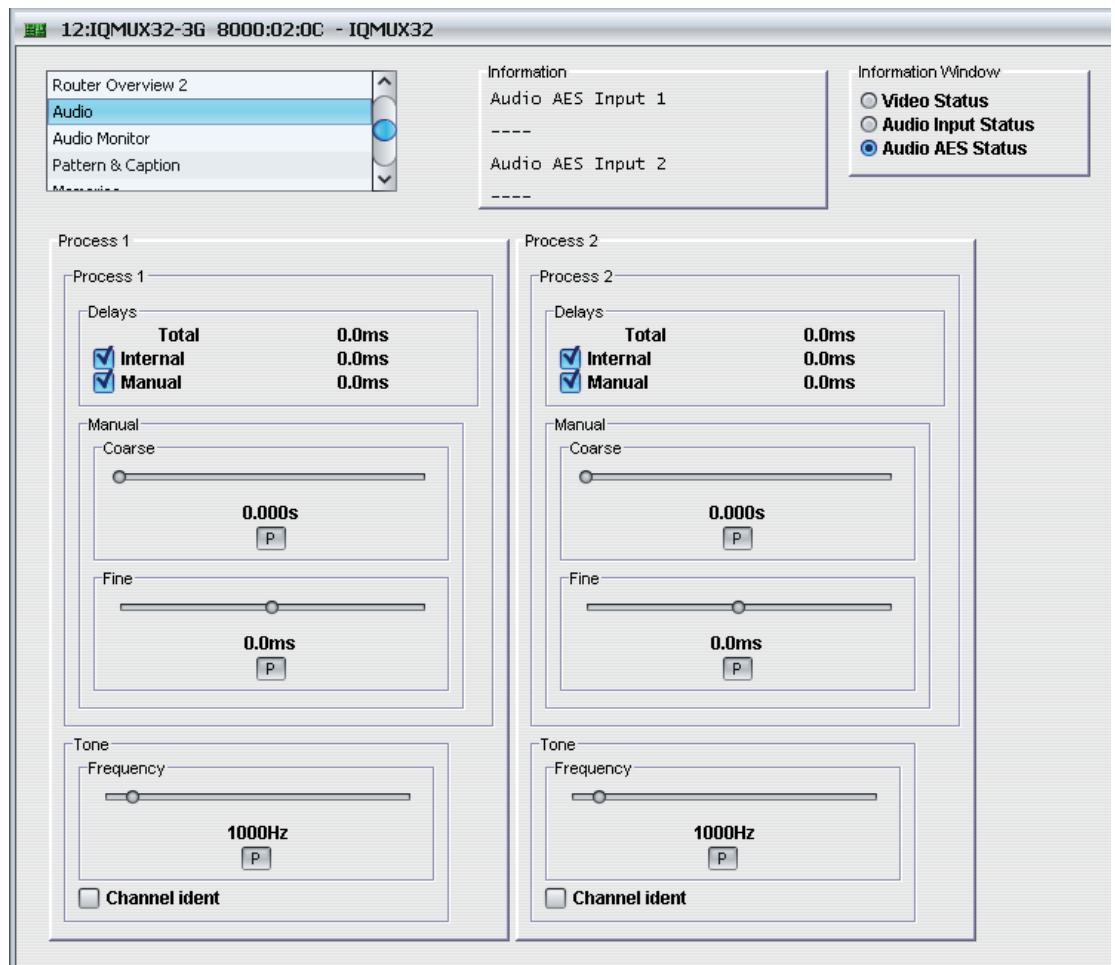 12:IQMUX32-3G 8000:02:0C - IQMUX32
Router Overview 2
Audio
Audio Monitor
Pattern & Caption
Information
Audio AES Input 1
----
Audio AES Input 2
----
Information Window
Video Status
Audio Input Status
Audio AES Status
Process 1
Process 1
Delays
Total 0.0ms
Internal 0.0ms
Manual 0.0ms
Manual
Coarse
0.000s
P
Fine
0.0ms
P
Tone
Frequency
1000Hz
P
Channel ident
Process 2
Process 2
Delays
Total 0.0ms
Internal 0.0ms
Manual 0.0ms
Manual
Coarse
0.000s
P
Fine
0.0ms
P
Tone
Frequency
1000Hz
P
Channel ident